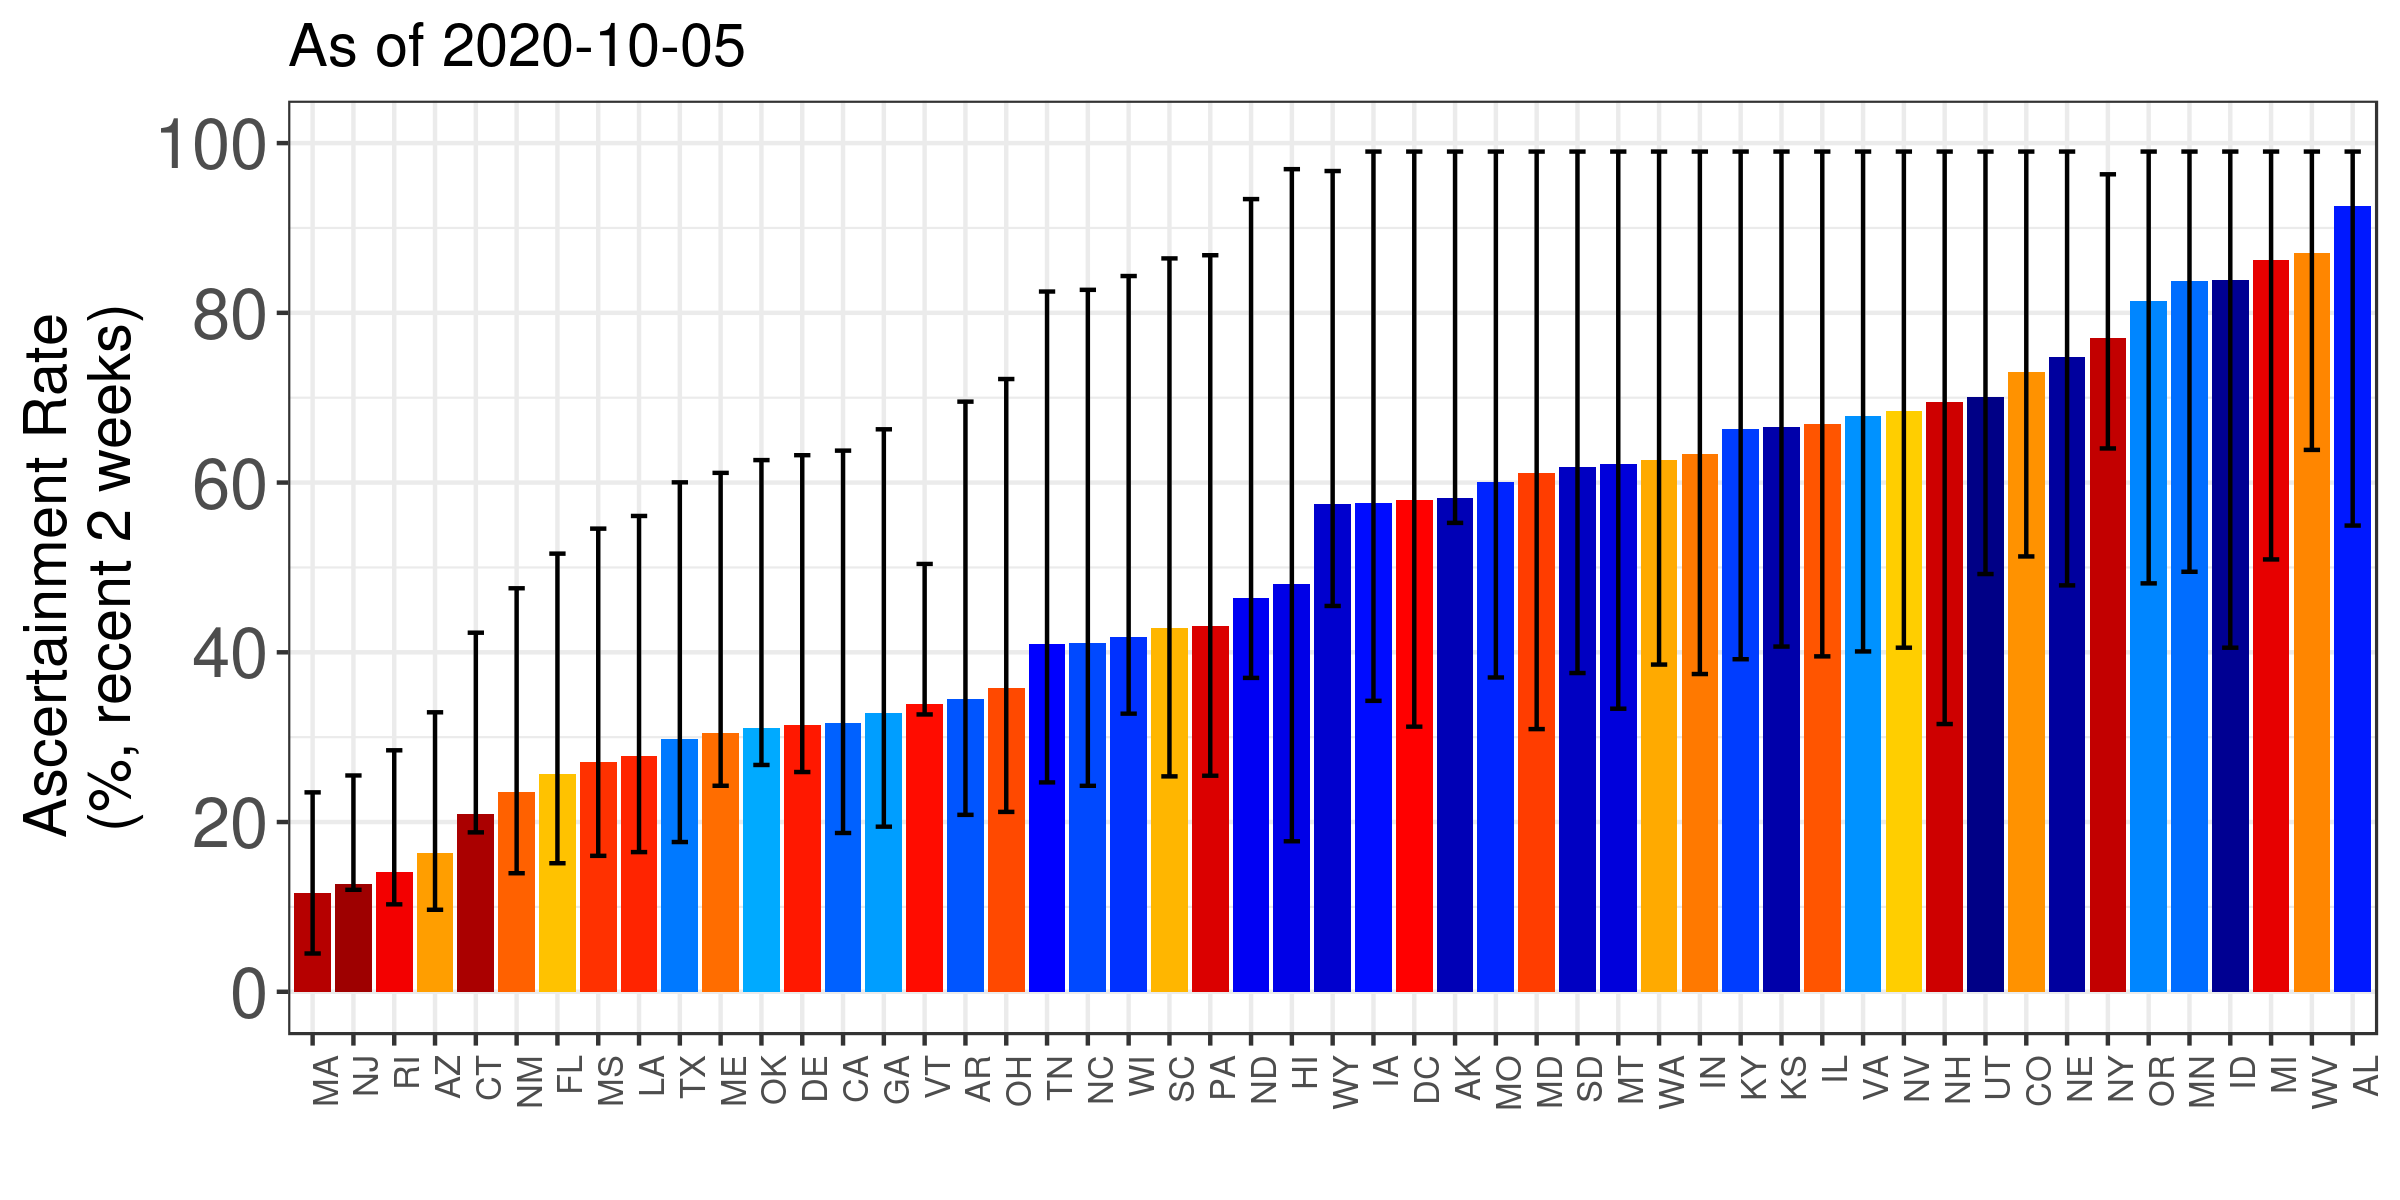 As of 2020-10-05
Ascertainment Rate
(%, recent 2 weeks)
100
80
60
40
20
0
MA
NJ
RI
AZ
CT
NM
FL
MS
LA
TX
ME
OK
DE
CA
GA
VT
AR
OH
TN
NC
WI
SC
PA
ND
HI
WY
IA
DC
AK
MO
MD
SD
MT
WA
IN
KY
KS
IL
VA
NV
NH
UT
CO
NE
NY
OR
MN
ID
MI
WV
AL